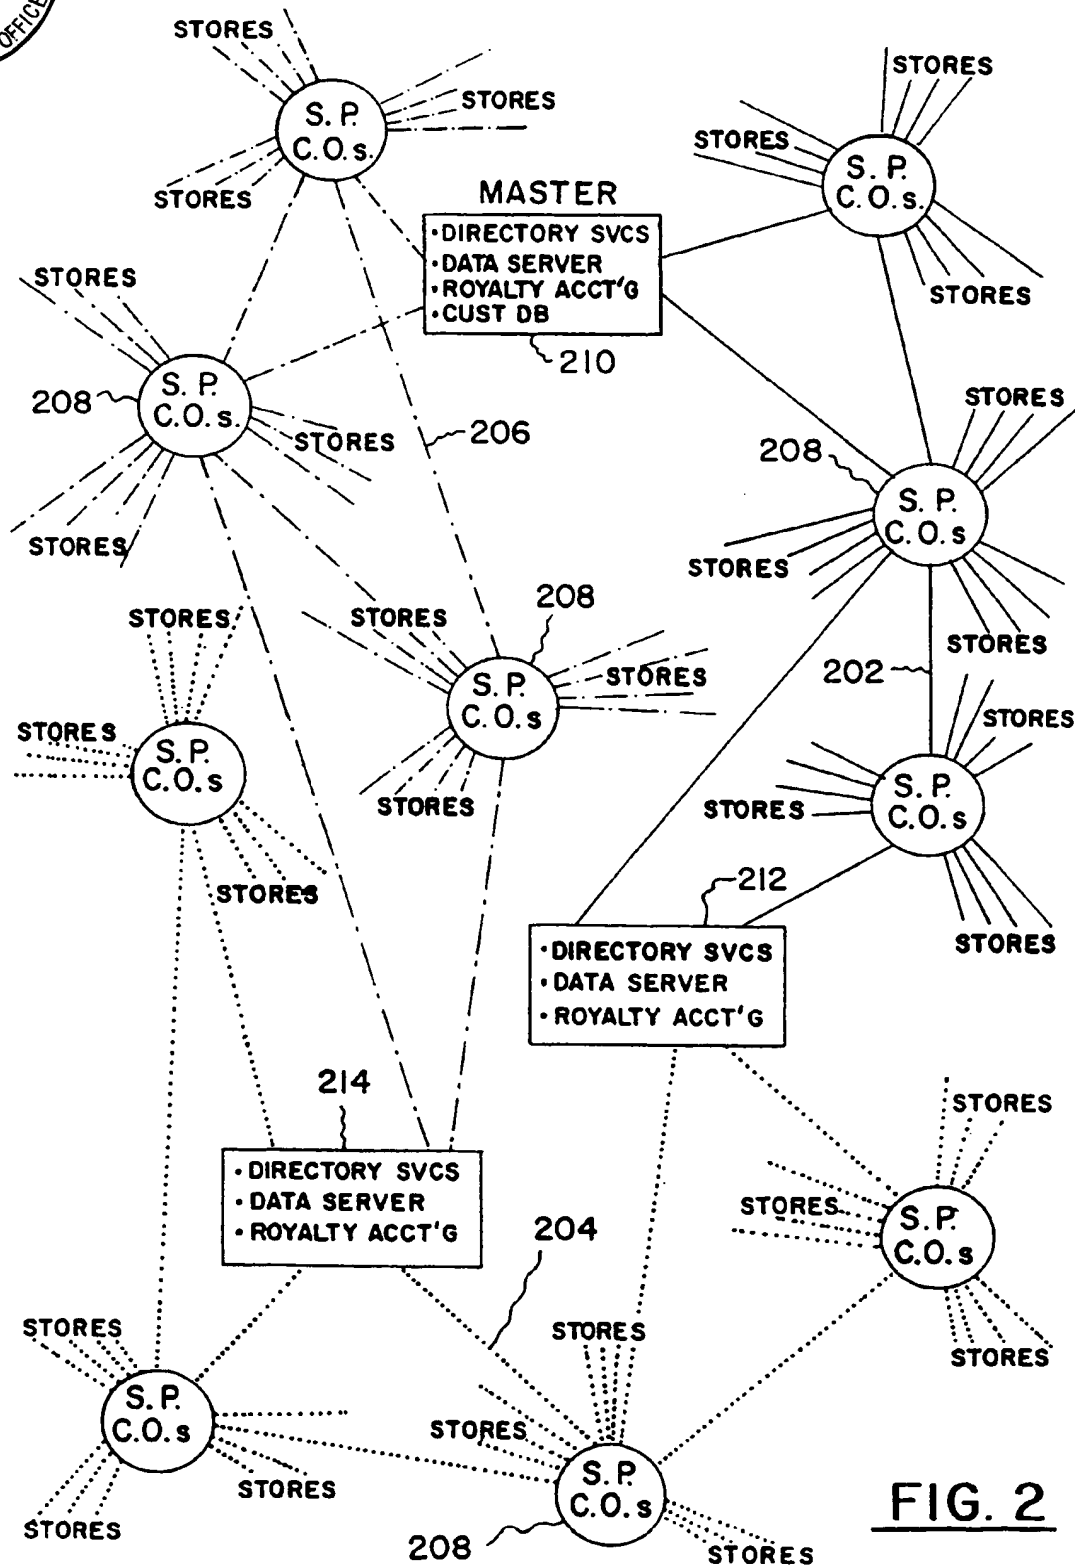 OFFICE
STORES
STORES
S. P.
C.O.s.
STORES
STORES
STORES
S. P.
C.O.s.
STORES
MASTER
•DIRECTORY SVCS
•DATA SERVER
•ROYALTY ACCT'G
•CUST DB
210
STORES
208
S. P.
C.O.s.
STORES
STORES
206
STORES
208
S. P.
C.O.s
STORES
STORES
STORES
STORES
S. P.
C.O.s
STORES
STORES
208
S. P.
C.O.s
STORES
STORES
202
STORES
S. P.
C.O.s
STORES
STORES
212
•DIRECTORY SVCS
•DATA SERVER
•ROYALTY ACCT'G
214
•DIRECTORY SVCS
•DATA SERVER
•ROYALTY ACCT'G
204
STORES
STORES
S. P.
C.O.s
STORES
STORES
S. P.
C.O.s
STORES
STORES
STORES
STORES
S. P.
C.O.s
208
STORES
FIG. 2